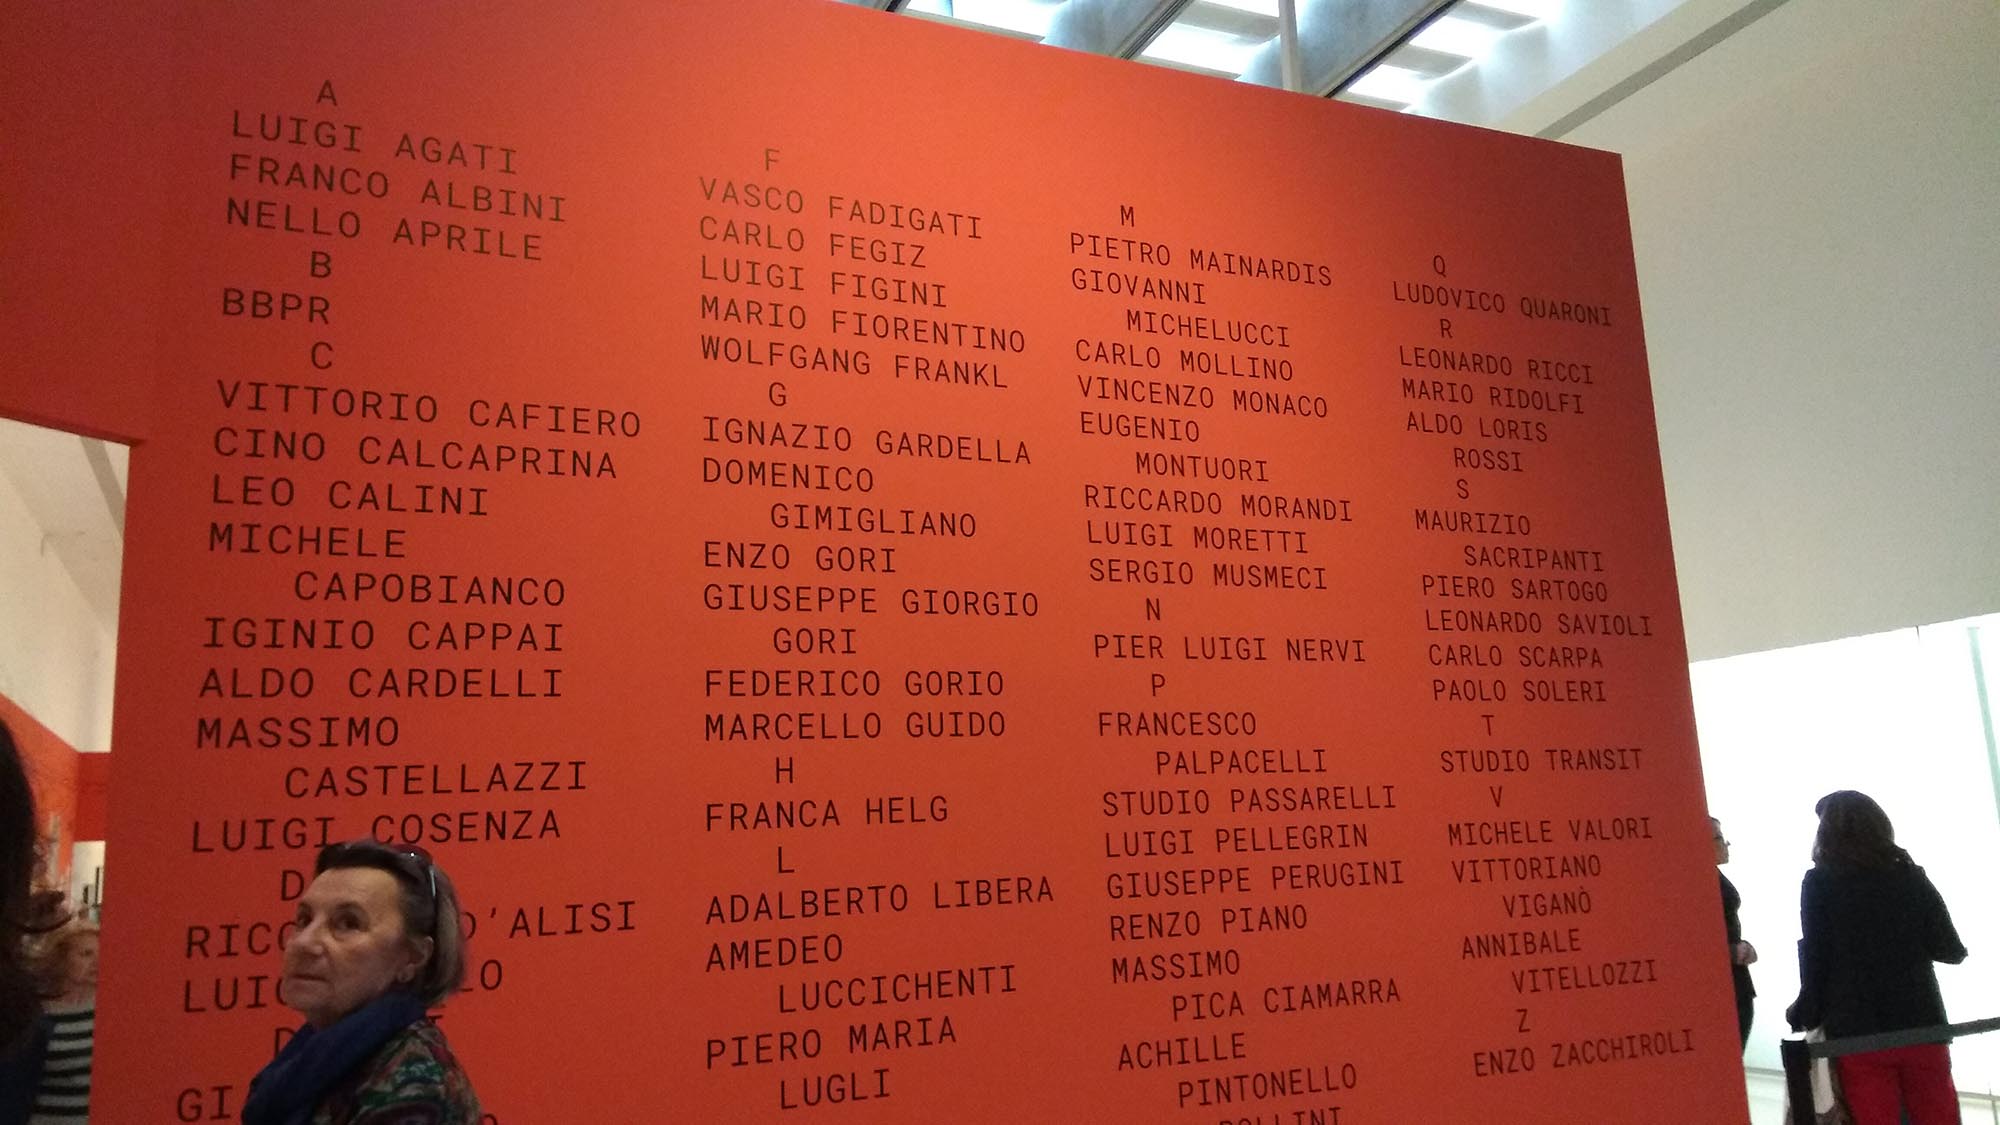 A
LUIGI AGATI
FRANCO ALBINI
NELLO APRILE
B
BBPR
C
VITTORIO CAFIERO
CINO CALCAPRINA
LEO CALINI
MICHELE
CAPOBIANCO
IGINIO CAPPAI
ALDO CARDELLI
MASSIMO
CASTELLAZZI
LUIGI COSENZA
D
D'ALISI
F
VASCO FADIGATI
CARLO FEGIZ
LUIGI FIGINI
MARIO FIORENTINO
WOLFGANG FRANKL
G
IGNAZIO GARDELLA
DOMENICO
GIMIGLIANO
ENZO GORI
GIUSEPPE GIORGIO
GORI
FEDERICO GORIO
MARCELLO GUIDO
H
FRANCA HELG
L
ADALBERTO LIBERA
AMEDEO
LUCCICHENTI
PIERO MARIA
LUGLI
M
PIETRO MAINARDIS
GIOVANNI
MICHELUCCI
CARLO MOLLINO
VINCENZO MONACO
EUGENIO
MONTUORI
RICCARDO MORANDI
LUIGI MORETTI
SERGIO MUSMECI
N
PIER LUIGI NERVI
P
FRANCESCO
PALPACELLI
STUDIO PASSARELLI
LUIGI PELLEGRIN
GIUSEPPE PERUGINI
RENZO PIANO
MASSIMO
PICA CIAMARRA
ACHILLE
PINTONELLO
Q
LUDOVICO QUARONI
R
LEONARDO RICCI
MARIO RIDOLFI
ALDO LORIS
ROSSI
S
MAURIZIO
SACRIPANTI
PIERO SARTOGO
LEONARDO SAVIOLI
CARLO SCARPA
PAOLO SOLERI
T
STUDIO TRANSIT
V
MICHELE VALORI
VITTORIANO
VIGANÒ
ANNIBALE
VITELLOZZI
Z
ENZO ZACCHIROLI